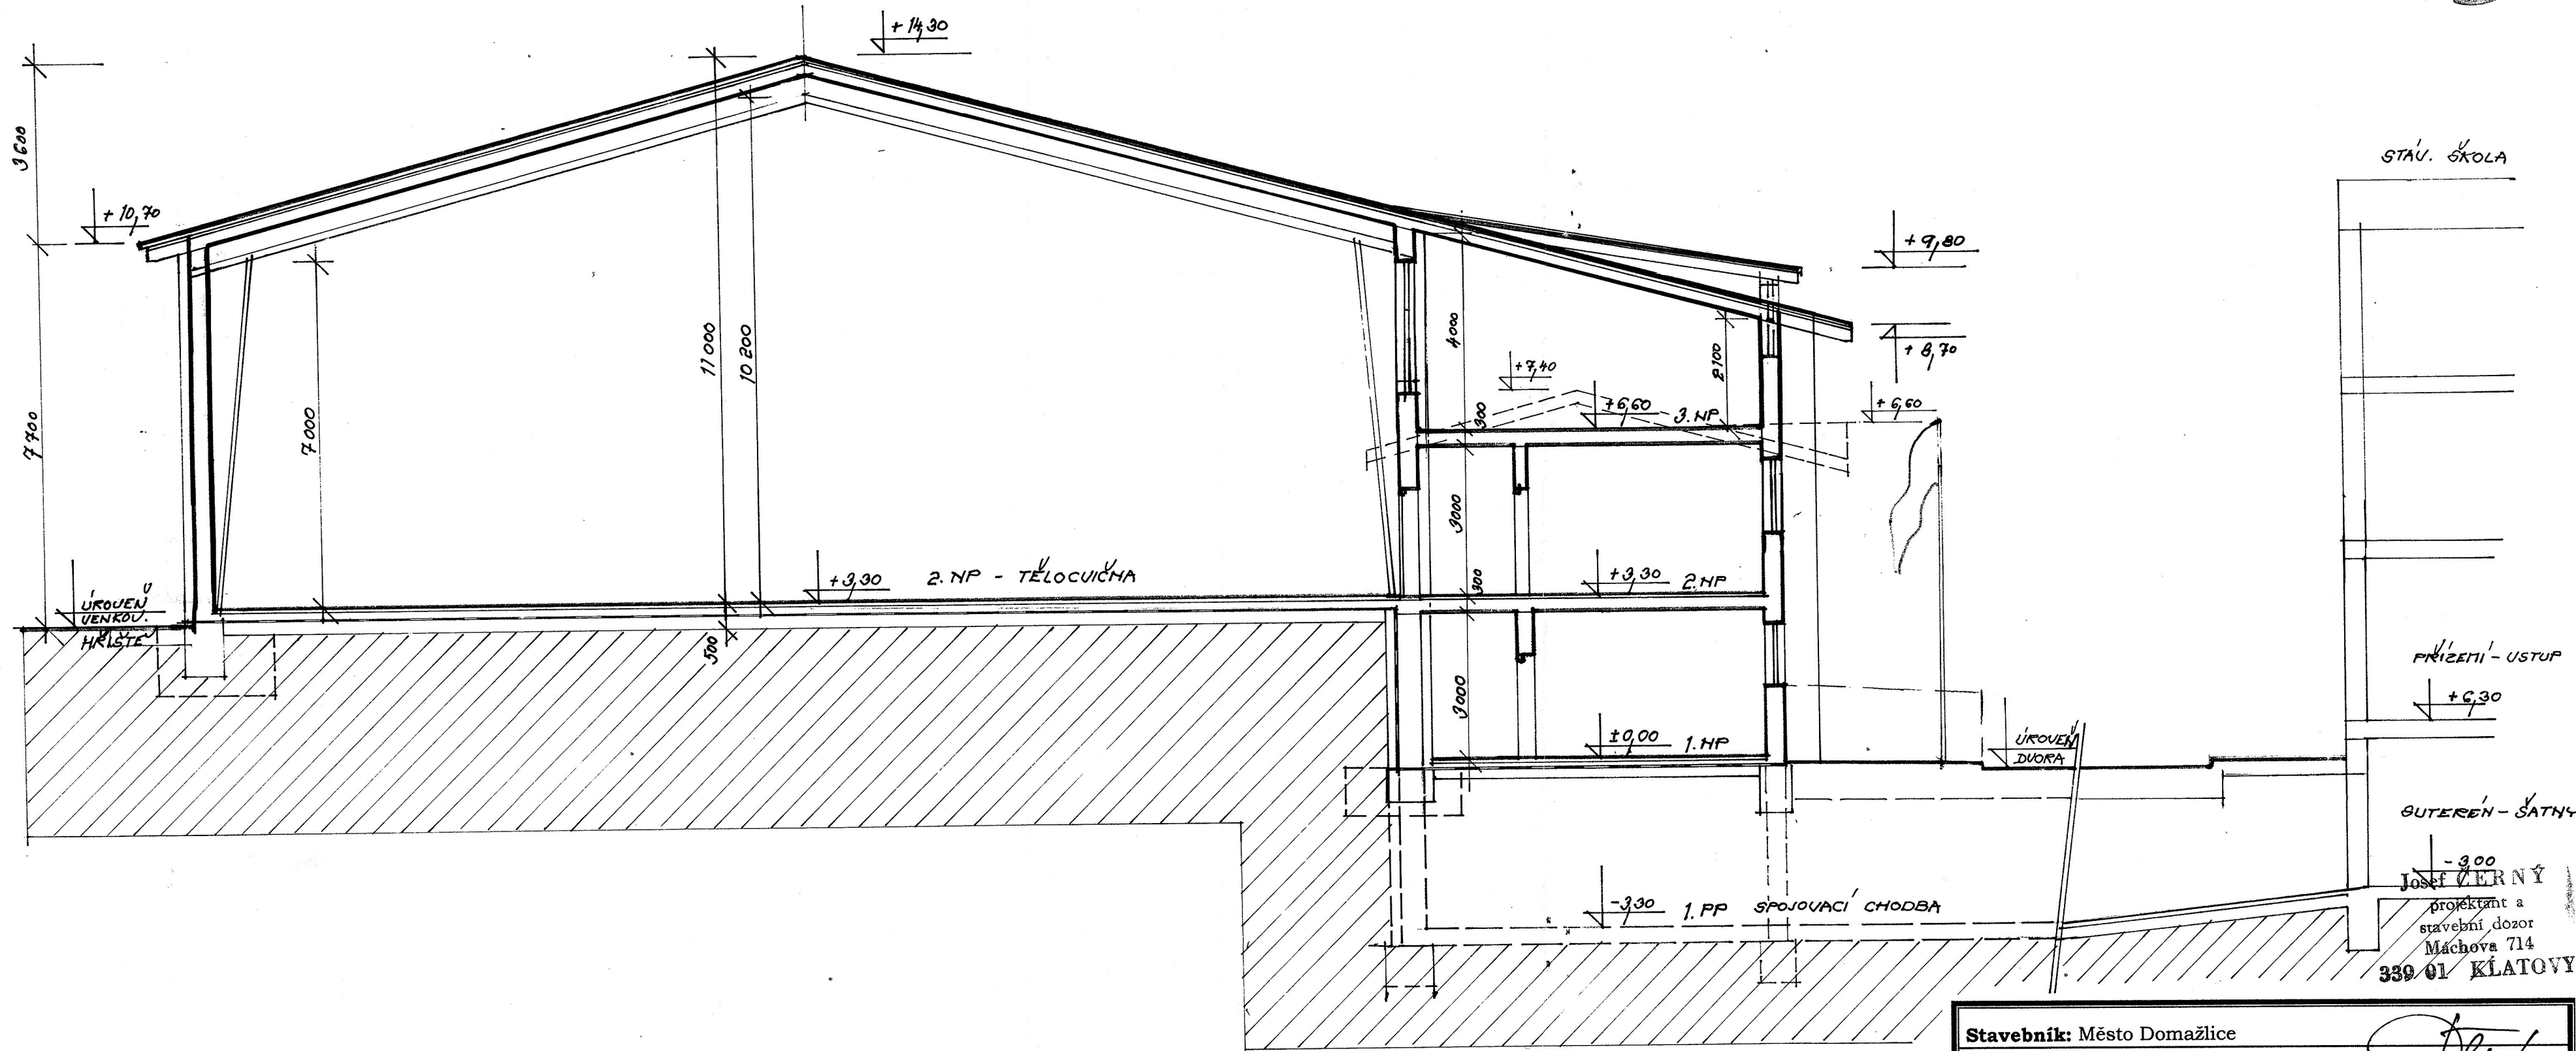 +14,30
3600
STÁV. ŠKOLA
+10,70
+9,80
4000
11000
10200
2100
+8,70
+7,40
7000
7700
300
+6,60
3.NP
+6,60
3000
2. NP - TĚLOCVIČNA
+3,30
300
+3,30
2.NP
ÚROVEŇ
VENKOV.
HŘIŠTĚ
500
PŘÍZEMÍ - VSTUP
3000
+6,30
±0,00
1.NP
ÚROVEŇ
DVORA
SUTERÉN - ŠATNY
-3,00
Josef ČERNÝ
projektant a
stavební dozor
Máchova 714
339 01 KLATOVY
-3,30
1.PP SPOJOVACÍ CHODBA
Stavebník: Město Domažlice